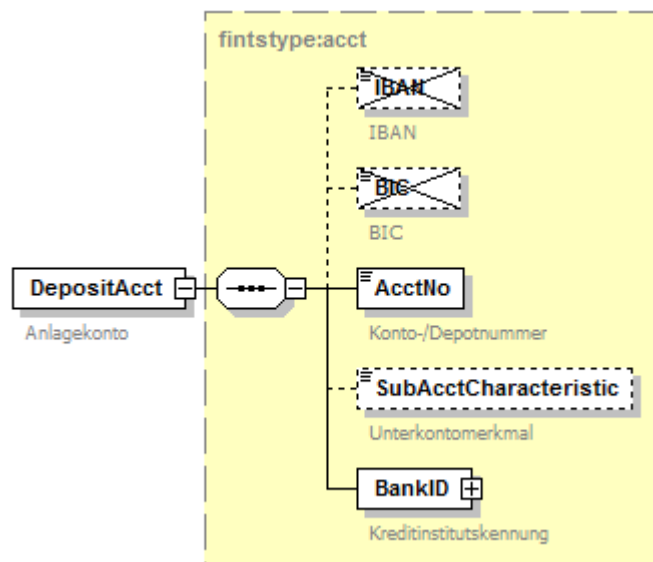 fintstype:acct
IBAN
IBAN
BIC
BIC
DepositAcct
Anlagekonto
AcctNo
Konto-/Depotnummer
SubAcctCharacteristic
Unterkontomerkmal
BankID
Kreditinstitutskennung